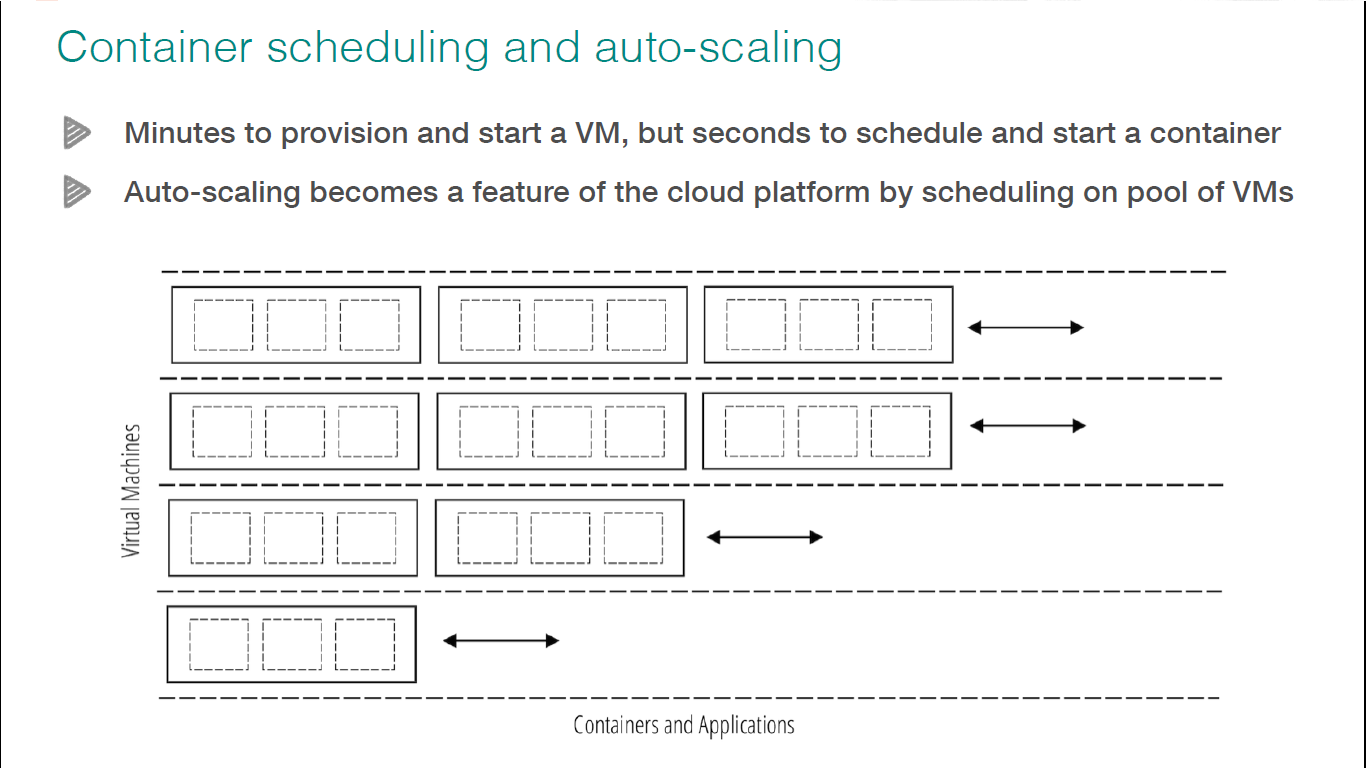 Container scheduling and auto-scaling
Minutes to provision and start a VM, but seconds to schedule and start a container
Auto-scaling becomes a feature of the cloud platform by scheduling on pool of VMs
Virtual Machines
Containers and Applications